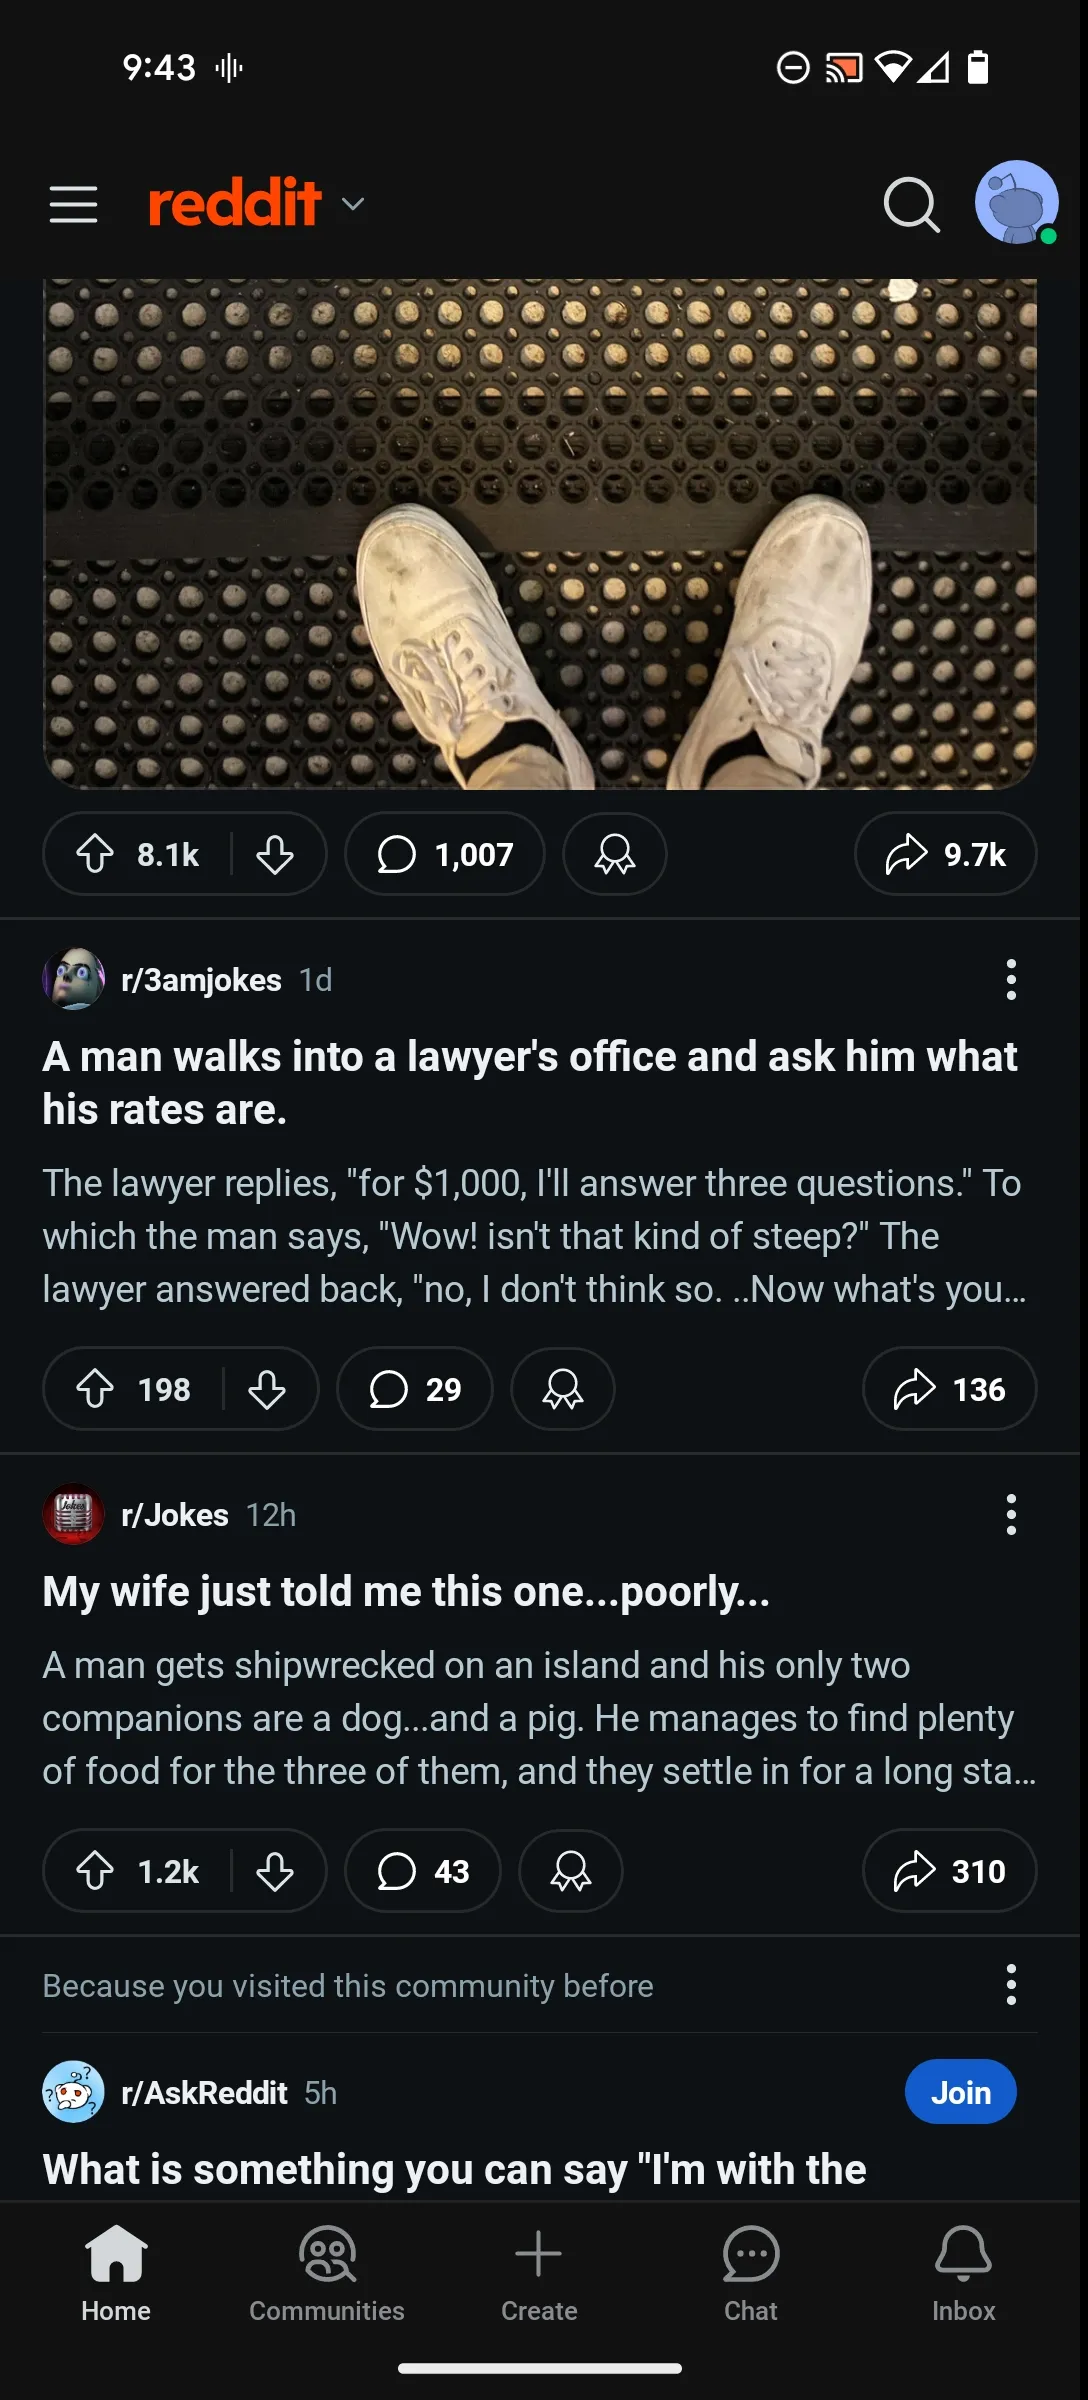 9:43
reddit
8.1k
1,007
9.7k
r/3amjokes 1d
A man walks into a lawyer's office and ask him what
his rates are.
The lawyer replies, "for $1,000, I'll answer three questions." To
which the man says, "Wow! isn't that kind of steep?" The
lawyer answered back, "no, I don't think so. ..Now what's you...
198
29
136
r/Jokes 12h
My wife just told me this one...poorly...
A man gets shipwrecked on an island and his only two
companions are a dog...and a pig. He manages to find plenty
of food for the three of them, and they settle in for a long sta...
1.2k
43
310
Because you visited this community before
r/AskReddit 5h
Join
What is something you can say "I'm with the
Home
Communities
Create
Chat
Inbox